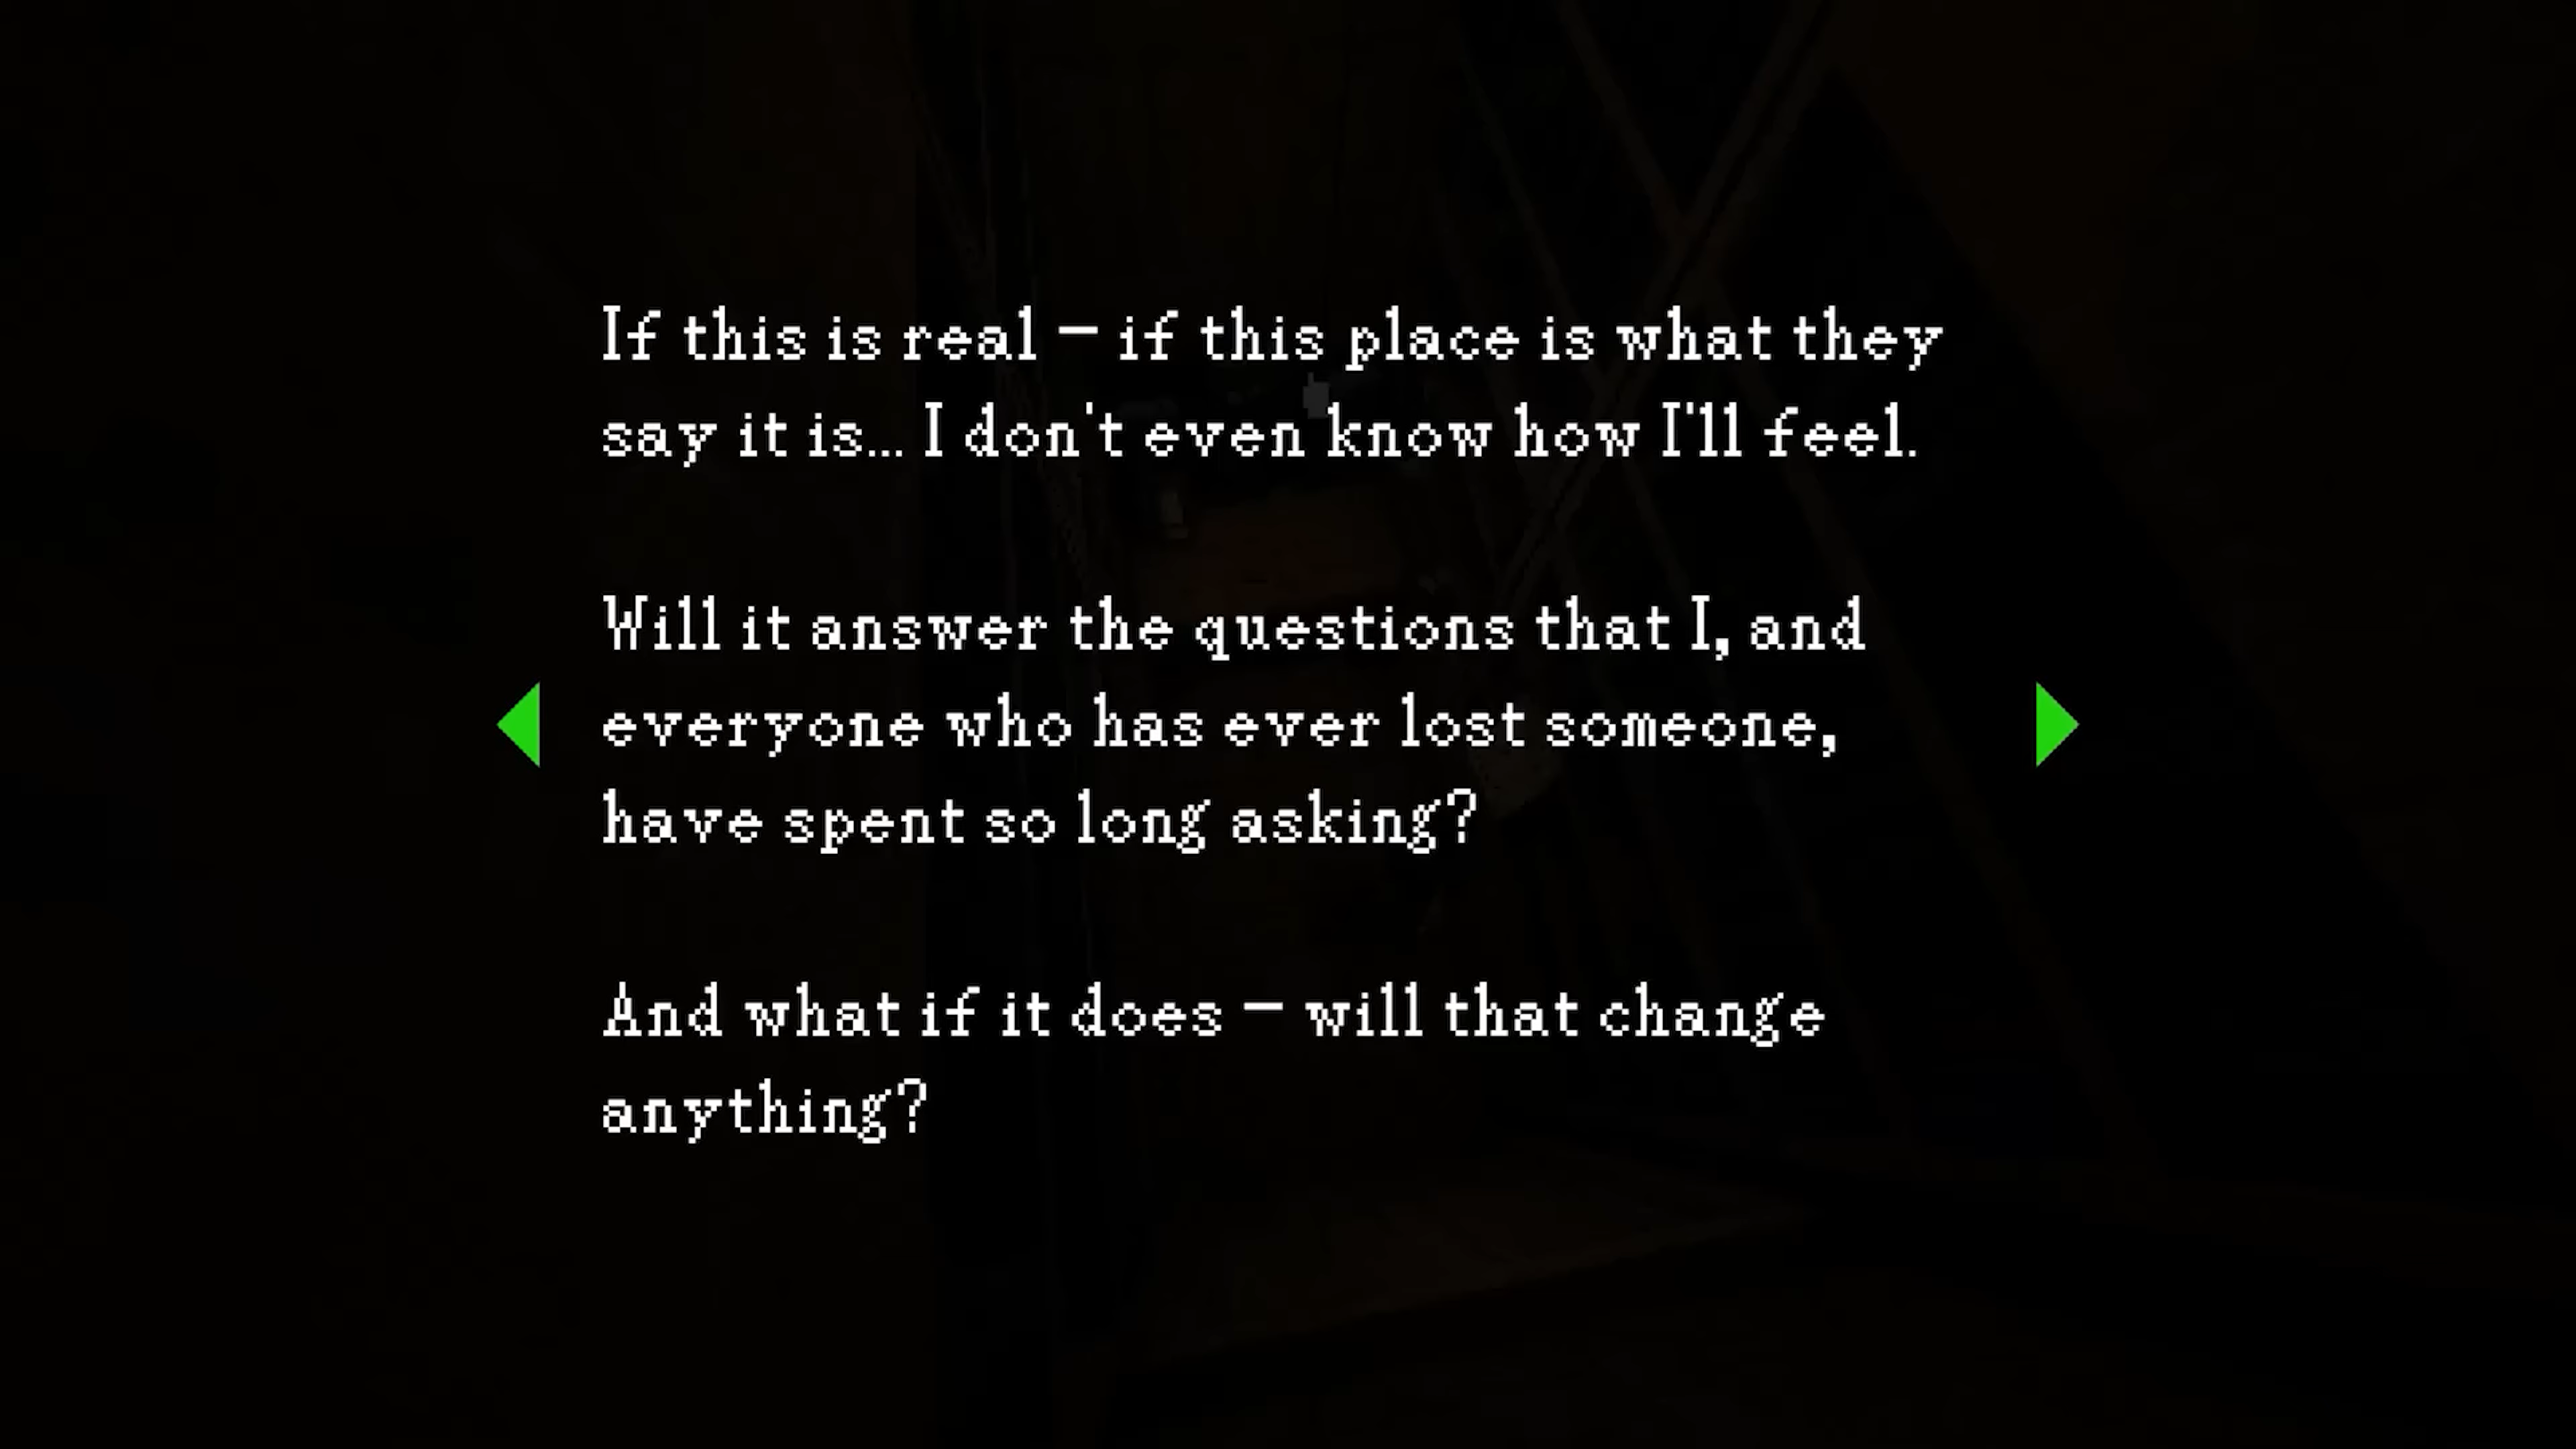 If this is real — if this place is what they
say it is... I don't even know how I'll feel.
Will it answer the questions that I, and
everyone who has ever lost someone,
have spent so long asking?
And what if it does — will that change
anything?